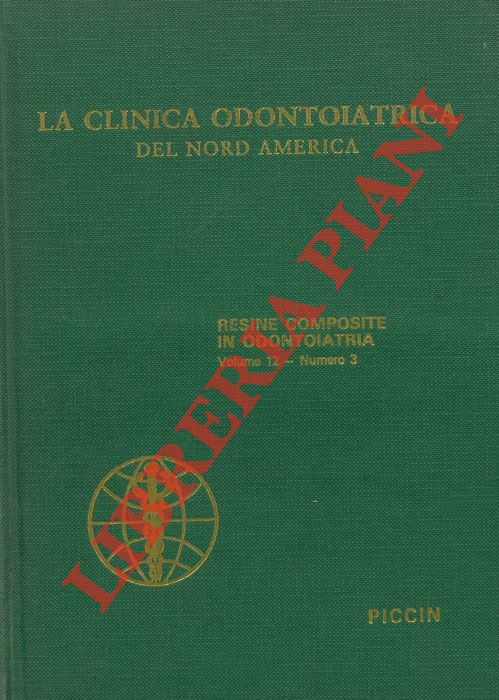 LA CLINICA ODONTOIATRICA
DEL NORD AMERICA
RESINE COMPOSITE
IN ODONTOIATRIA
Volume 12 – Numero 3
PICCIN
LIBRERIA PIANI